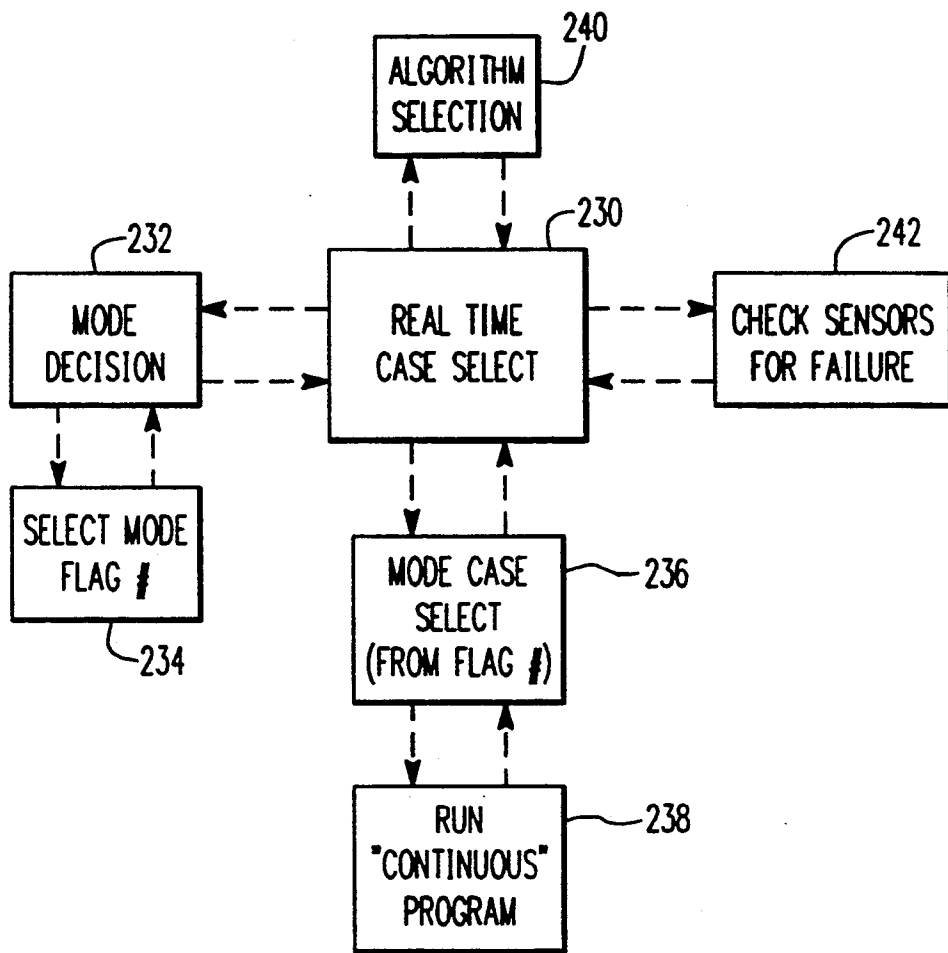 240
ALGORITHM
SELECTION
230
232
242
MODE
DECISION
REAL TIME
CASE SELECT
CHECK SENSORS
FOR FAILURE
SELECT MODE
FLAG #
234
MODE CASE
SELECT
(FROM FLAG #)
236
RUN
"CONTINUOUS"
PROGRAM
238